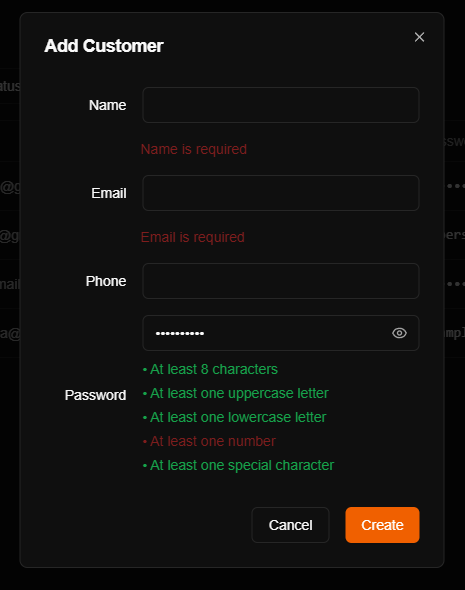 Add Customer
Name
Name is required
Email
Email is required
Phone
••••••••••
Password
• At least 8 characters
• At least one uppercase letter
• At least one lowercase letter
• At least one number
• At least one special character
Cancel
Create